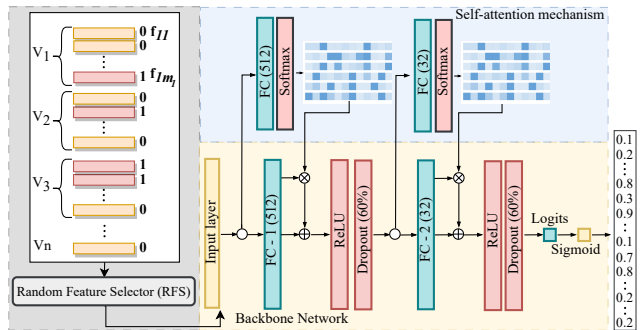 Self-attention mechanism
V1
0 f11
0
⋮
1 f1m1
V2
0
1
⋮
0
V3
1
1
⋮
0
⋮
Vn
0
Random Feature Selector (RFS)
FC (512)
Softmax
FC (32)
Softmax
Input layer
FC - 1 (512)
ReLU
Dropout (60%)
FC - 2 (32)
ReLU
Dropout (60%)
Logits
Sigmoid
Backbone Network
0.1
0.2
...
0.8
0.3
0.9
...
0.1
0.7
0.8
0.2
...
0.2